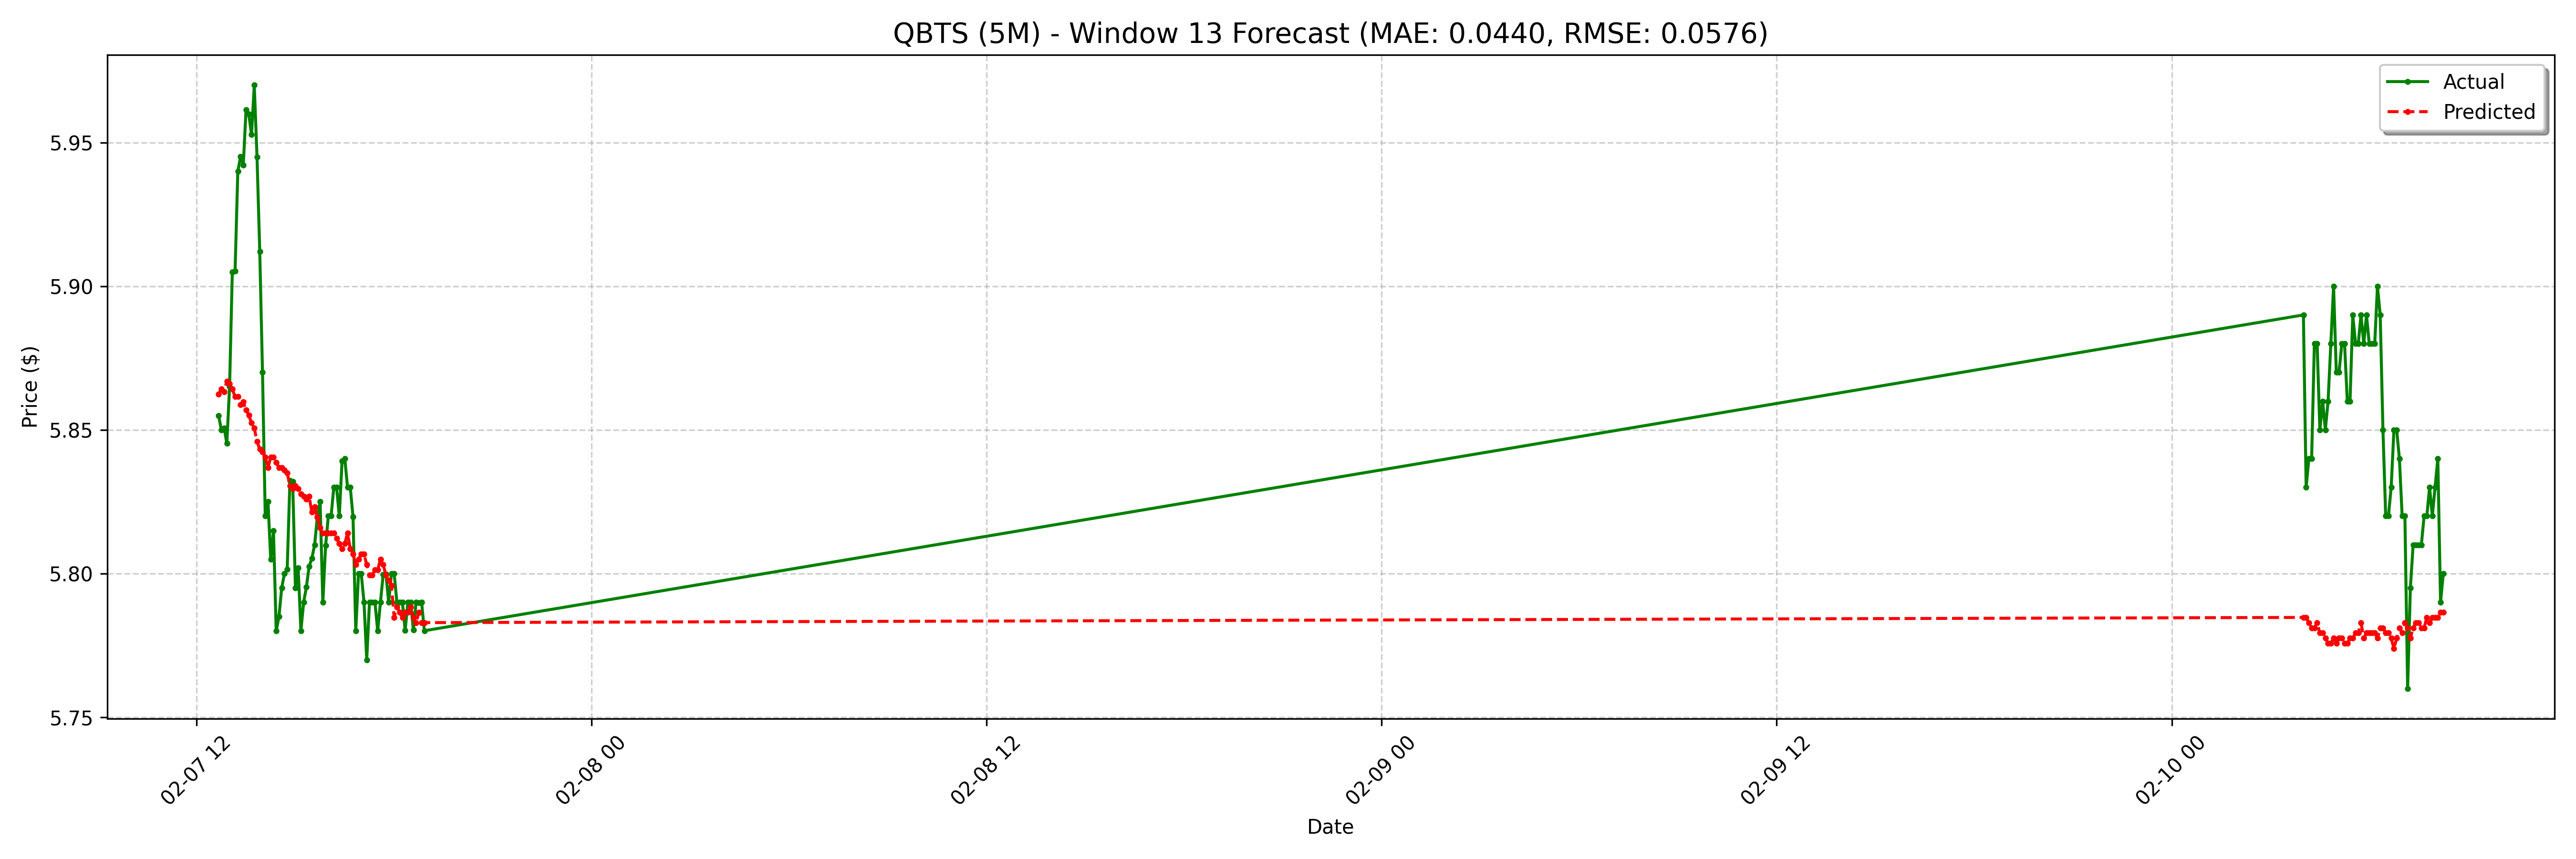 QBTS (5M) - Window 13 Forecast (MAE: 0.0440, RMSE: 0.0576)
Actual
Predicted
Price ($)
5.95
5.90
5.85
5.80
5.75
02-07 12
02-08 00
02-08 12
02-09 00
02-09 12
02-10 00
Date